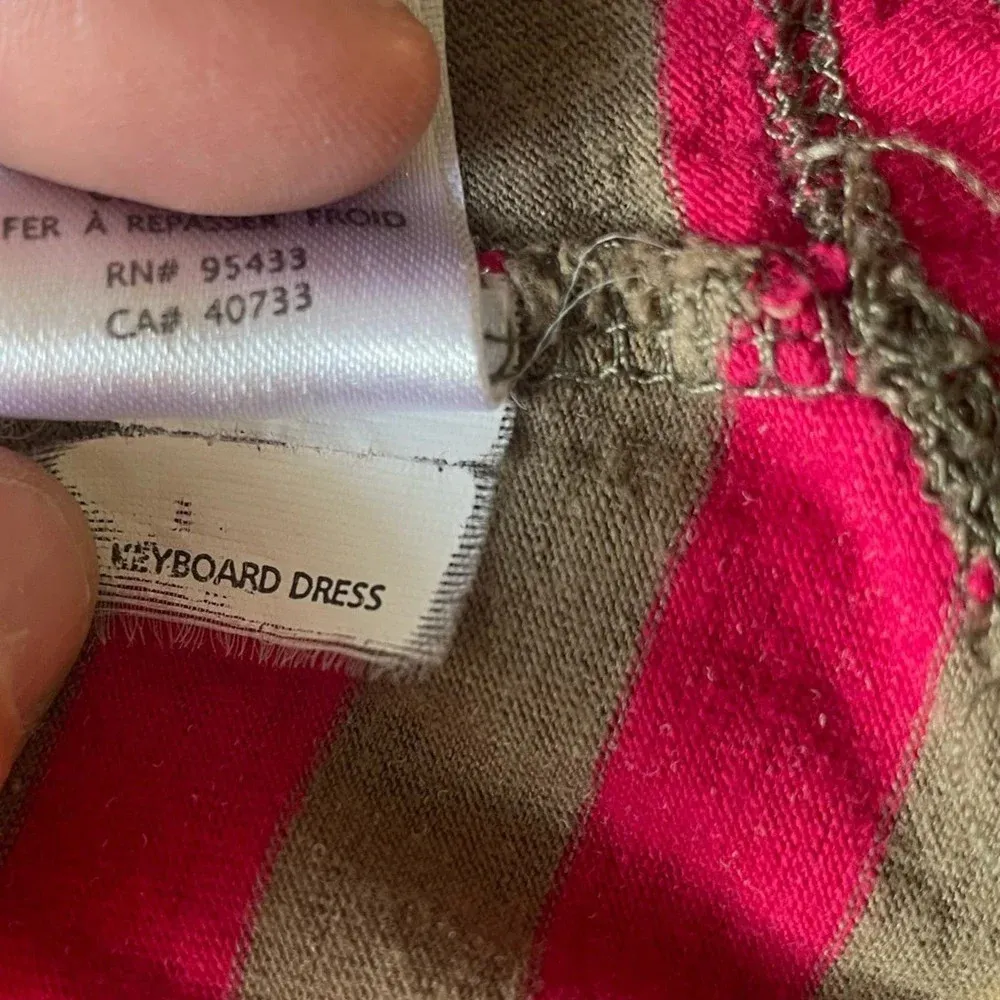 FER À REPASSER FROID
RN# 95433
CA# 40733
KEYBOARD DRESS